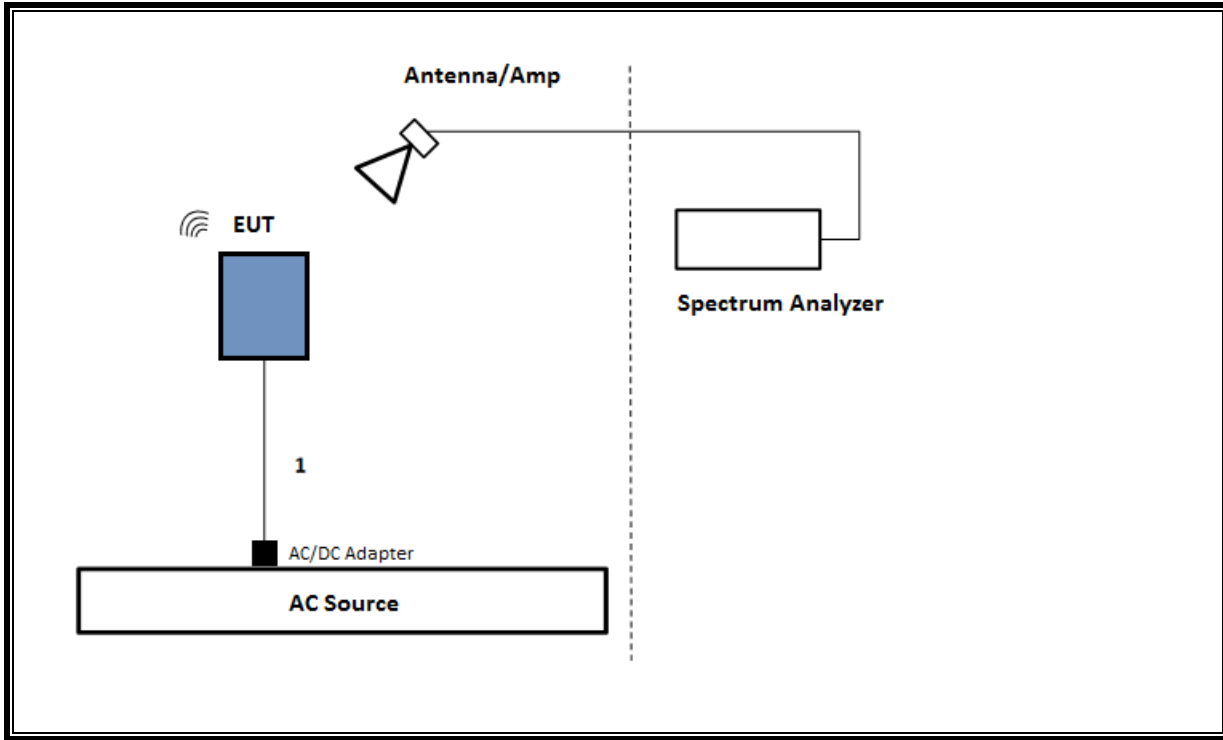 Antenna/Amp
EUT
Spectrum Analyzer
1
AC/DC Adapter
AC Source